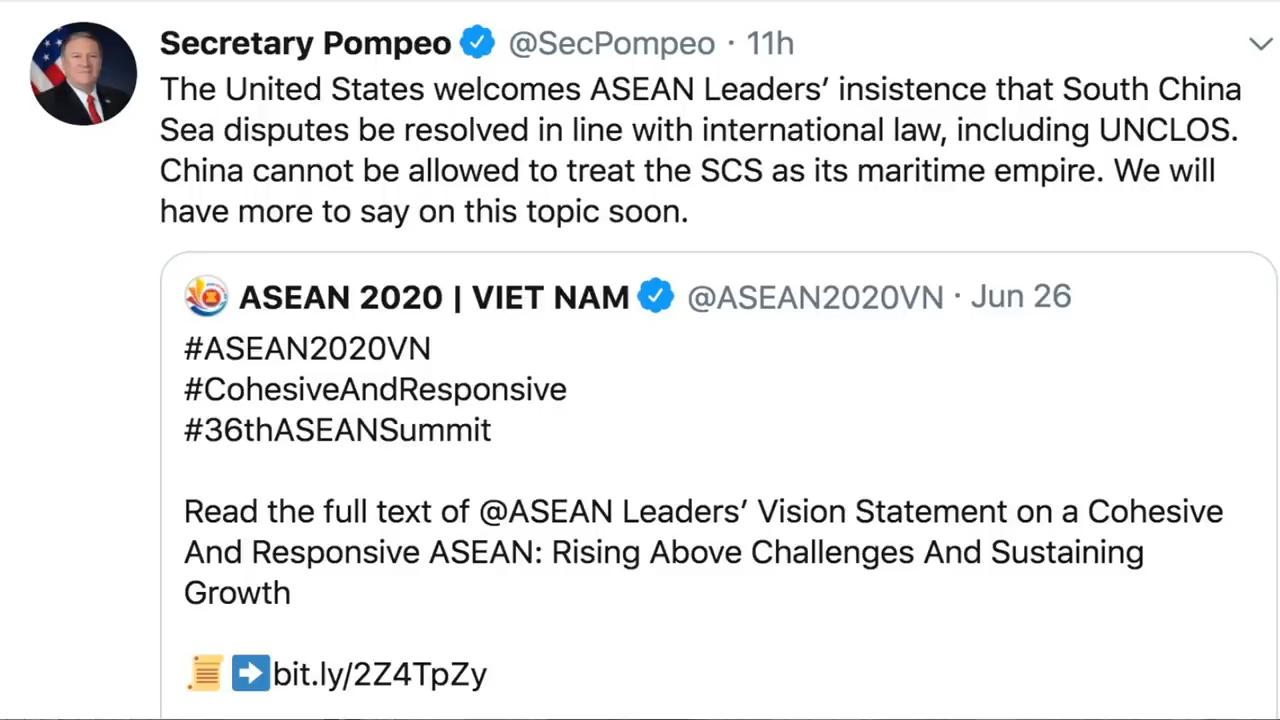 Secretary Pompeo @SecPompeo · 11h
The United States welcomes ASEAN Leaders’ insistence that South China
Sea disputes be resolved in line with international law, including UNCLOS.
China cannot be allowed to treat the SCS as its maritime empire. We will
have more to say on this topic soon.
ASEAN 2020 | VIET NAM @ASEAN2020VN · Jun 26
#ASEAN2020VN
#CohesiveAndResponsive
#36thASEANSummit
Read the full text of @ASEAN Leaders’ Vision Statement on a Cohesive
And Responsive ASEAN: Rising Above Challenges And Sustaining
Growth
📜➡️bit.ly/2Z4TpZy